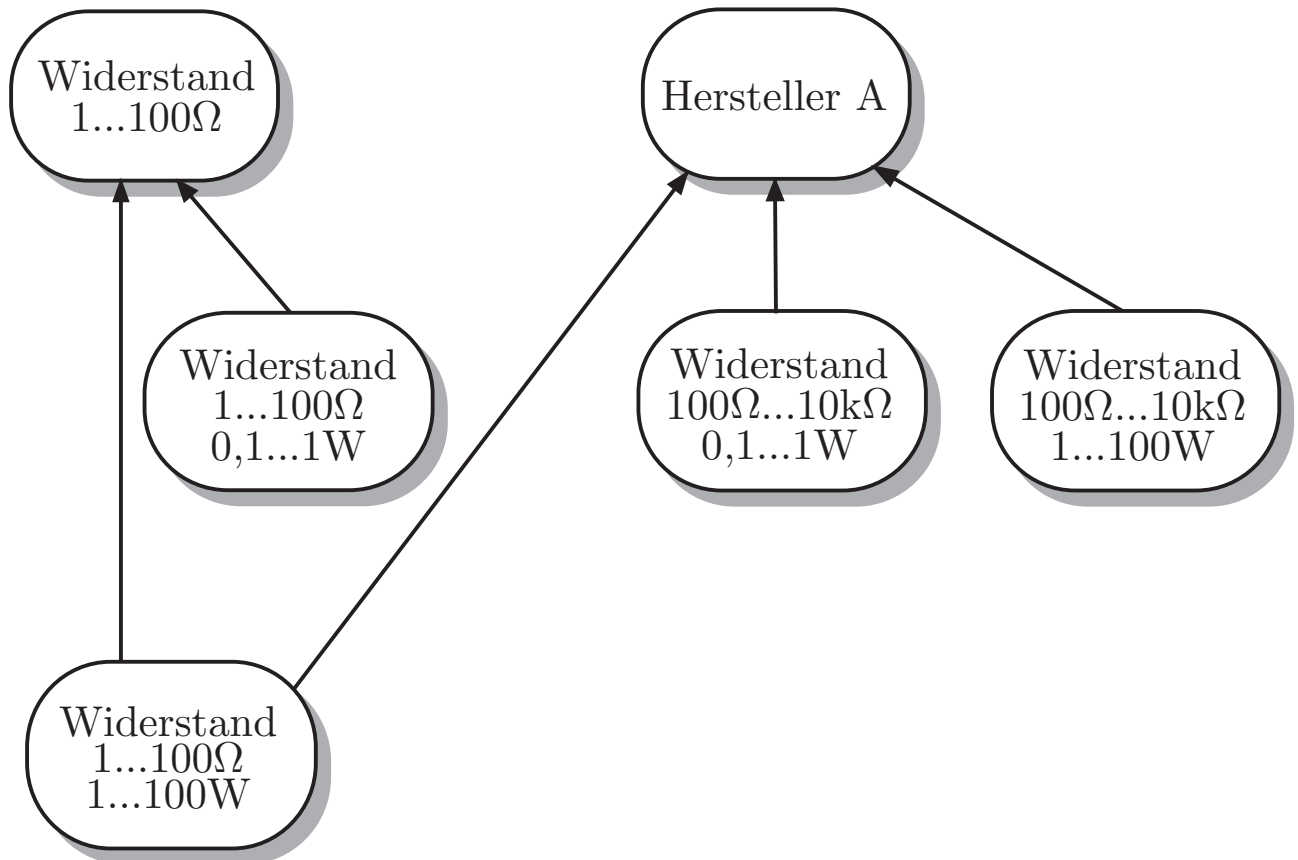 Widerstand
1...100Ω
Hersteller A
Widerstand
1...100Ω
0,1...1W
Widerstand
100Ω...10kΩ
0,1...1W
Widerstand
100Ω...10kΩ
1...100W
Widerstand
1...100Ω
1...100W